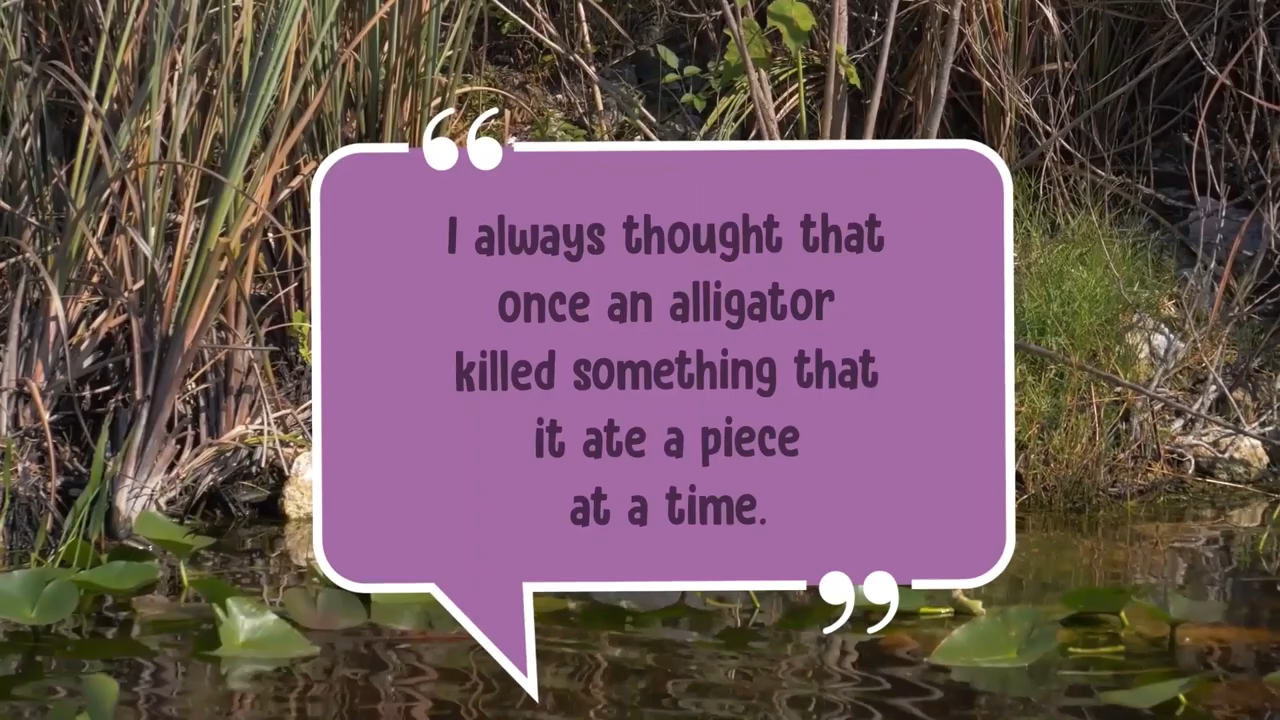 I always thought that
once an alligator
killed something that
it ate a piece
at a time.